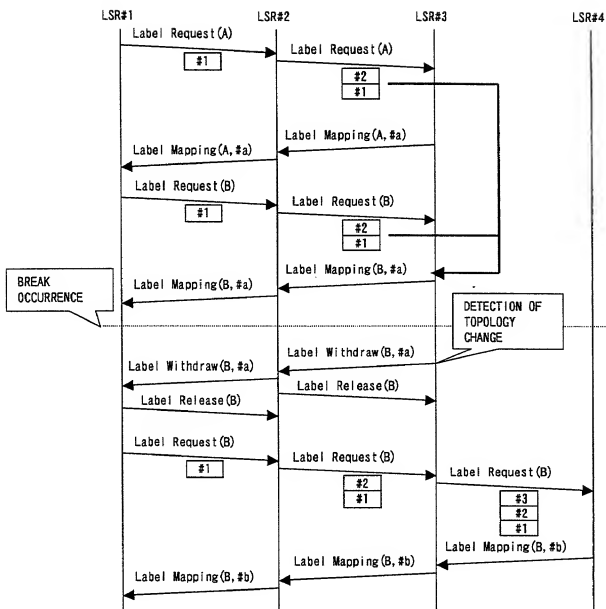 LSR#1 LSR#2 LSR#3 LSR#4
Label Request(A)
Label Request(A)
#1
#2
#1
Label Mapping(A,#a)
Label Mapping(A,#a)
Label Request(B)
Label Request(B)
#1
#2
#1
Label Mapping(B,#a)
Label Mapping(B,#a)
BREAK
OCCURRENCE
DETECTION OF
TOPOLOGY
CHANGE
Label Withdraw(B,#a)
Label Withdraw(B,#a)
Label Release(B)
Label Release(B)
Label Request(B)
Label Request(B)
Label Request(B)
#1
#2
#1
#3
#2
#1
Label Mapping(B,#b)
Label Mapping(B,#b)
Label Mapping(B,#b)